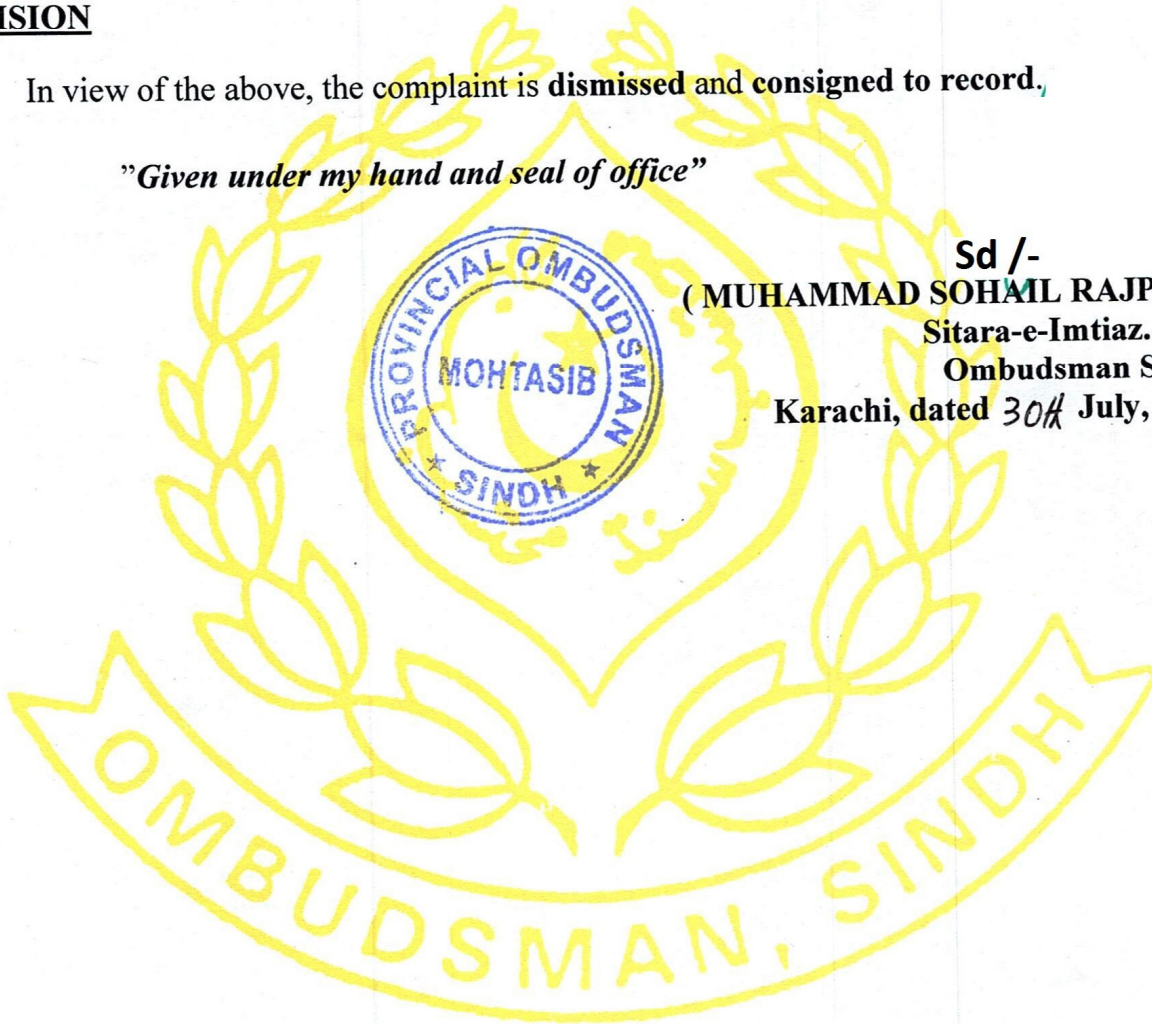 ISION
In view of the above, the complaint is dismissed and consigned to record.
”Given under my hand and seal of office”
Sd /-
( MUHAMMAD SOHAIL RAJP
Sitara-e-Imtiaz.
Ombudsman S
Karachi, dated 30th July,
PROVINCIAL OMBUDSMAN
MOHTASIB
★ SINDH ★
OMBUDSMAN, SINDH